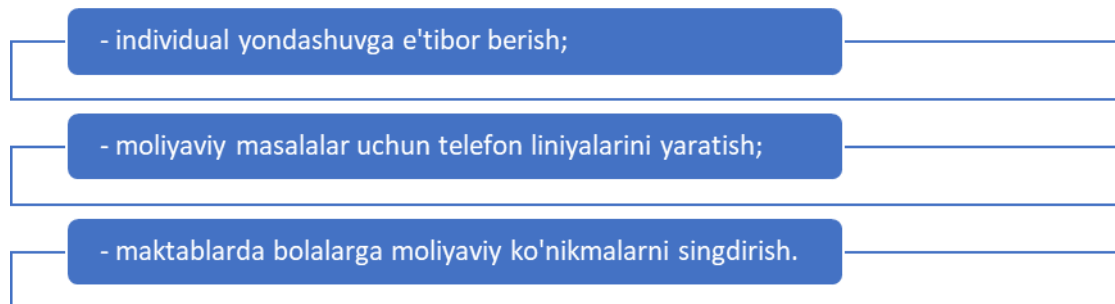 - individual yondashuvga e'tibor berish;
- moliyaviy masalalar uchun telefon liniyalarini yaratish;
- maktablarda bolalarga moliyaviy ko'nikmalarni singdirish.